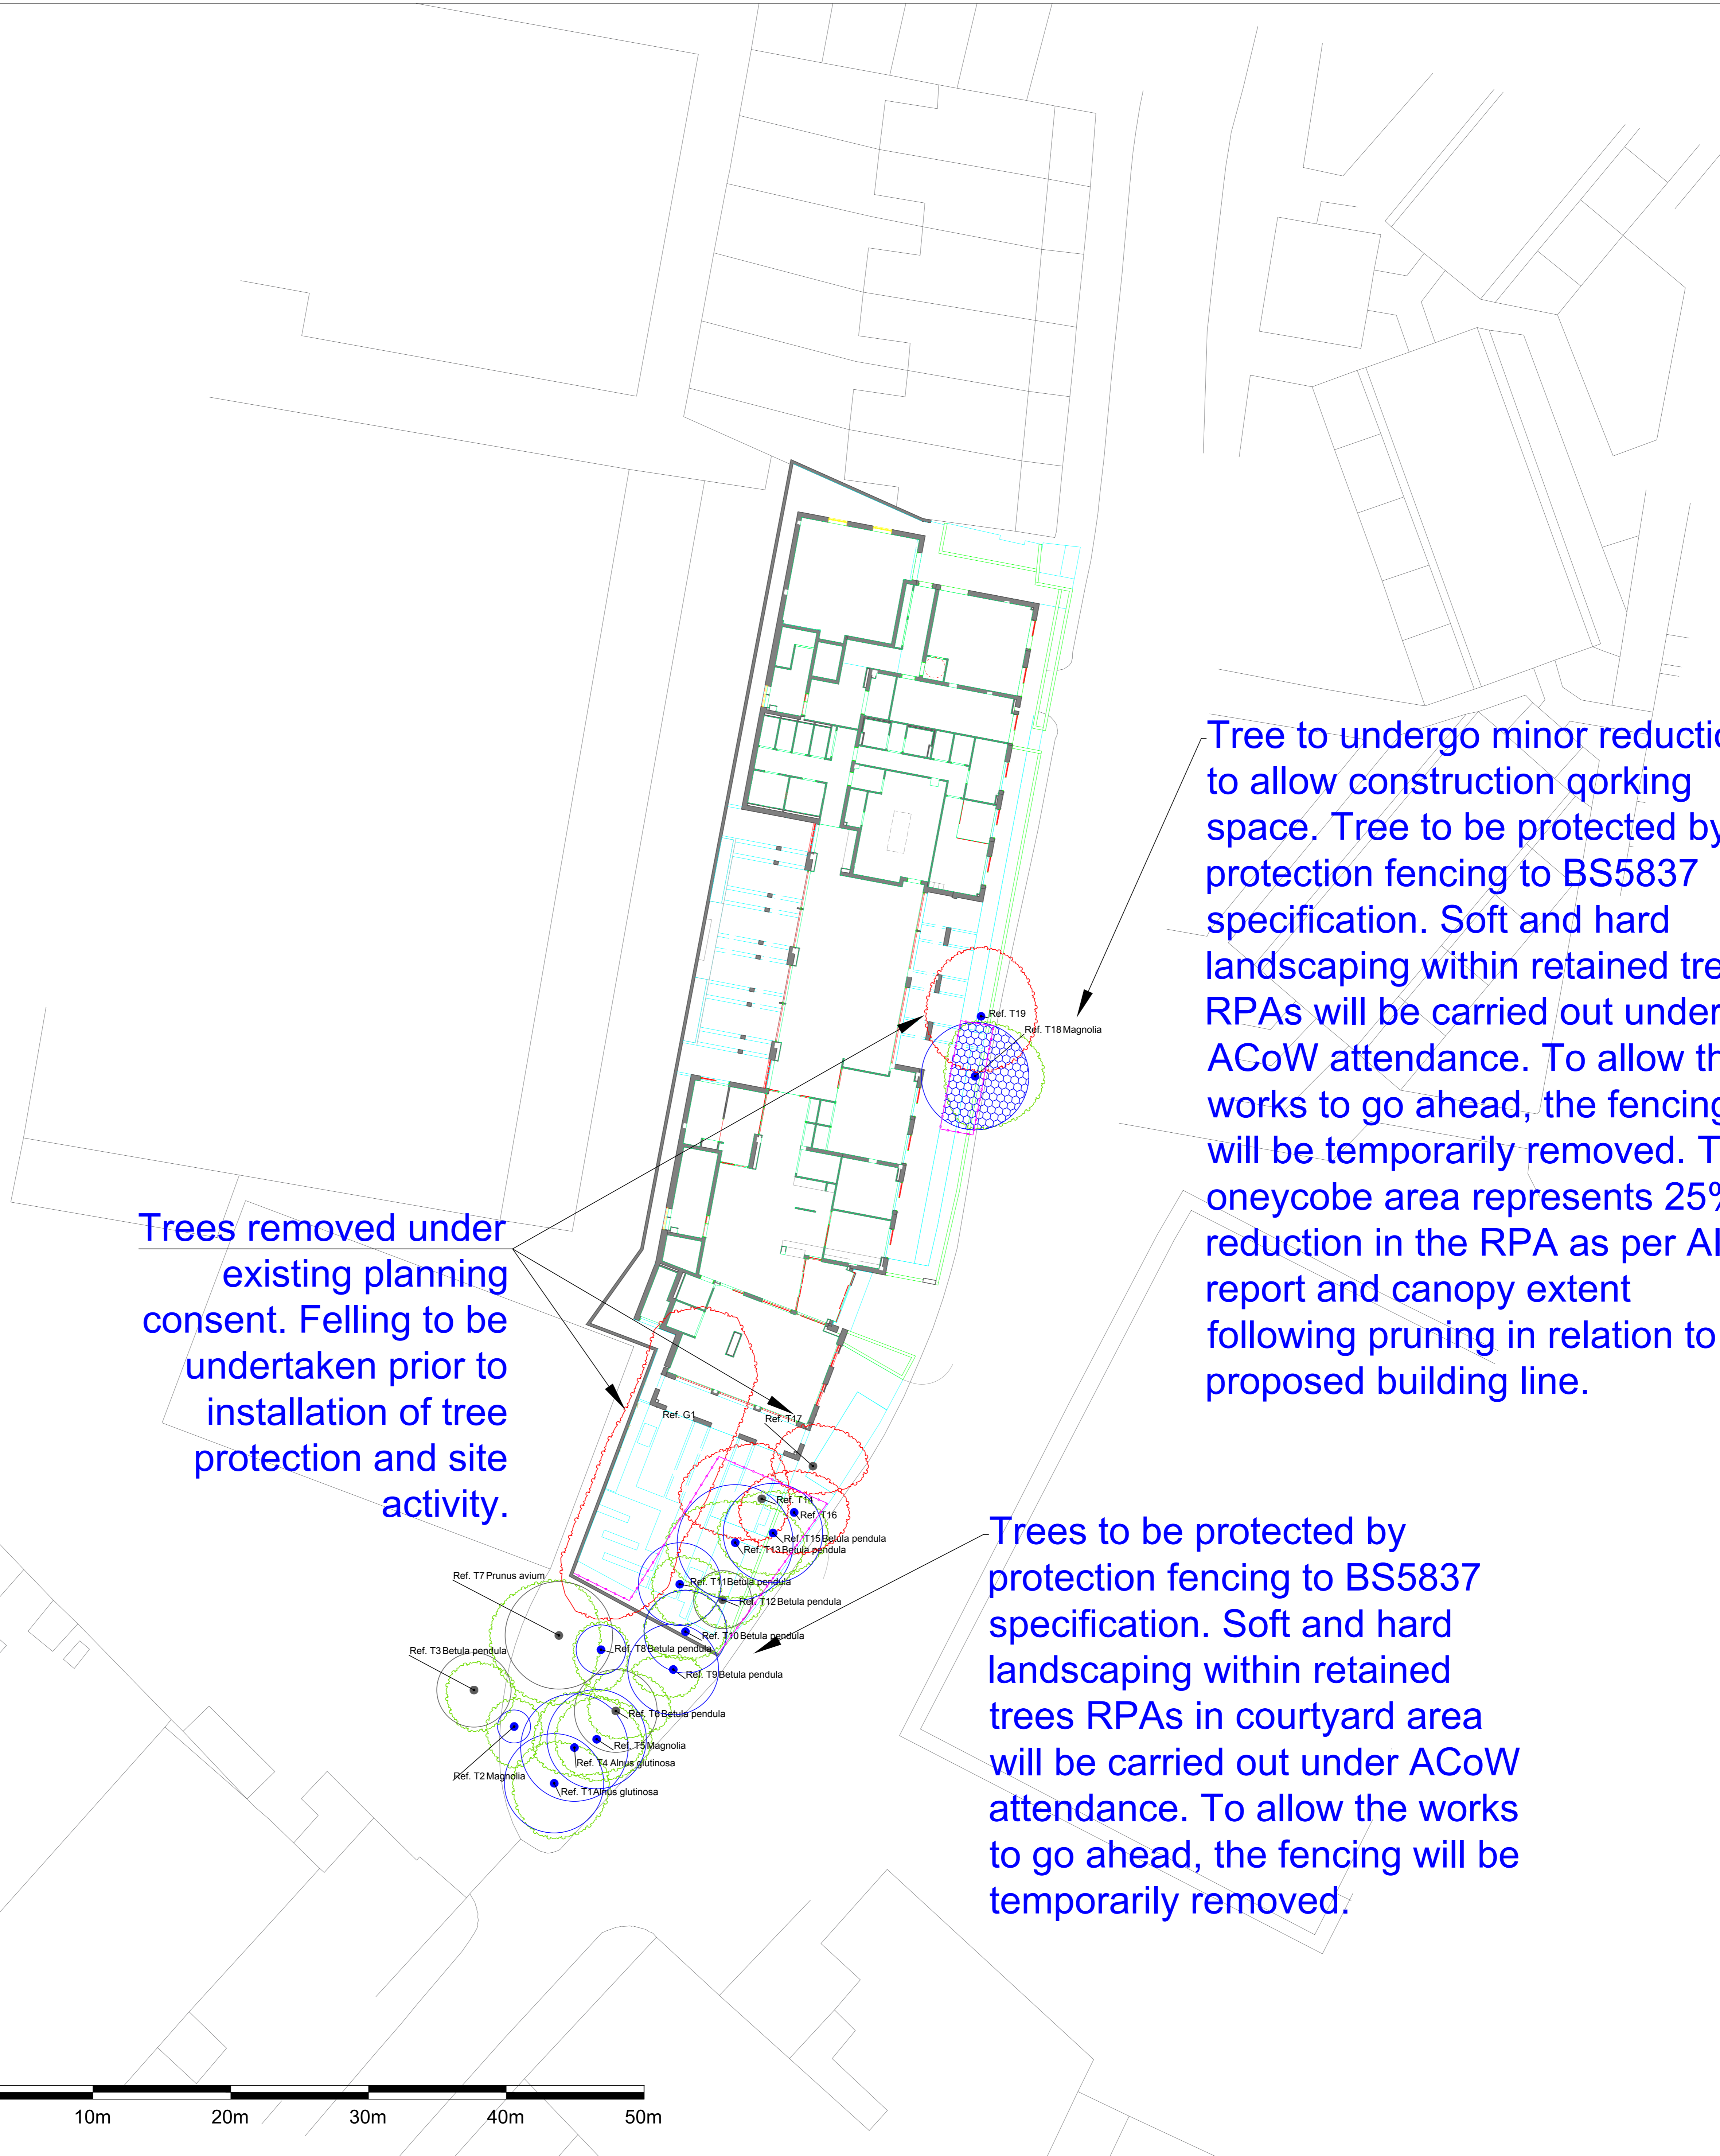 Tree to undergo minor reductio
to allow construction qorking
space. Tree to be protected by
protection fencing to BS5837
specification. Soft and hard
landscaping within retained tre
RPAs will be carried out under
ACoW attendance. To allow th
works to go ahead, the fencing
will be temporarily removed. T
oneycobe area represents 25%
reduction in the RPA as per AI
report and canopy extent
following pruning in relation to
proposed building line.
Ref. T19
Ref. T18 Magnolia
Trees removed under
existing planning
consent. Felling to be
undertaken prior to
installation of tree
protection and site
activity.
Ref. G1
Ref. T17
Ref. T14
Ref. T16
Ref. T15 Betula pendula
Ref. T13 Betula pendula
Ref. T11 Betula pendula
Ref. T12 Betula pendula
Ref. T10 Betula pendula
Ref. T7 Prunus avium
Ref. T8 Betula pendula
Ref. T3 Betula pendula
Ref. T9 Betula pendula
Ref. T6 Betula pendula
Ref. T5 Magnolia
Ref. T4 Alnus glutinosa
Ref. T2 Magnolia
Ref. T1 Alnus glutinosa
Trees to be protected by
protection fencing to BS5837
specification. Soft and hard
landscaping within retained
trees RPAs in courtyard area
will be carried out under ACoW
attendance. To allow the works
to go ahead, the fencing will be
temporarily removed.
10m 20m 30m 40m 50m